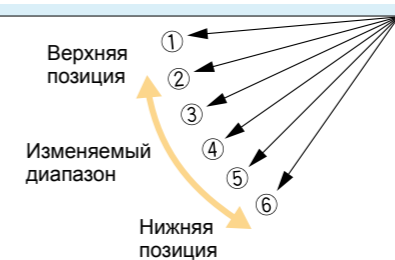 ①
Верхняя
позиция
②
③
Изменяемый
диапазон
④
⑤
⑥
Нижняя
позиция